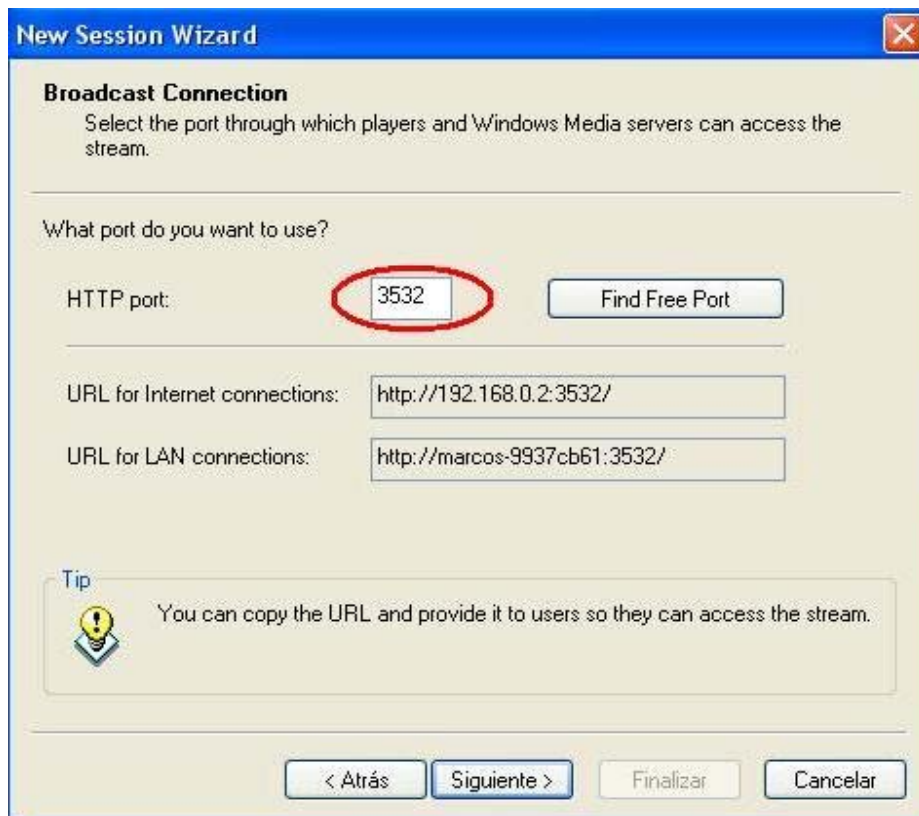 New Session Wizard
Broadcast Connection
Select the port through which players and Windows Media servers can access the
stream.
What port do you want to use?
HTTP port:
3532
Find Free Port
URL for Internet connections:
http://192.168.0.2:3532/
URL for LAN connections:
http://marcos-9937cb61:3532/
Tip
You can copy the URL and provide it to users so they can access the stream.
< Atrás
Siguiente >
Finalizar
Cancelar